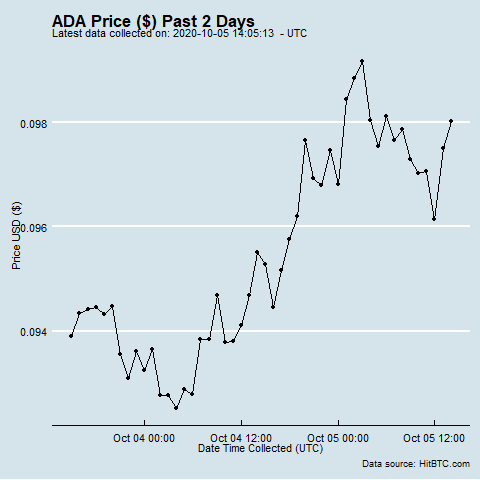 ADA Price ($) Past 2 Days
Latest data collected on: 2020-10-05 14:05:13 - UTC
0.098
0.096
0.094
Price USD ($)
Oct 04 00:00
Oct 04 12:00
Oct 05 00:00
Oct 05 12:00
Date Time Collected (UTC)
Data source: HitBTC.com